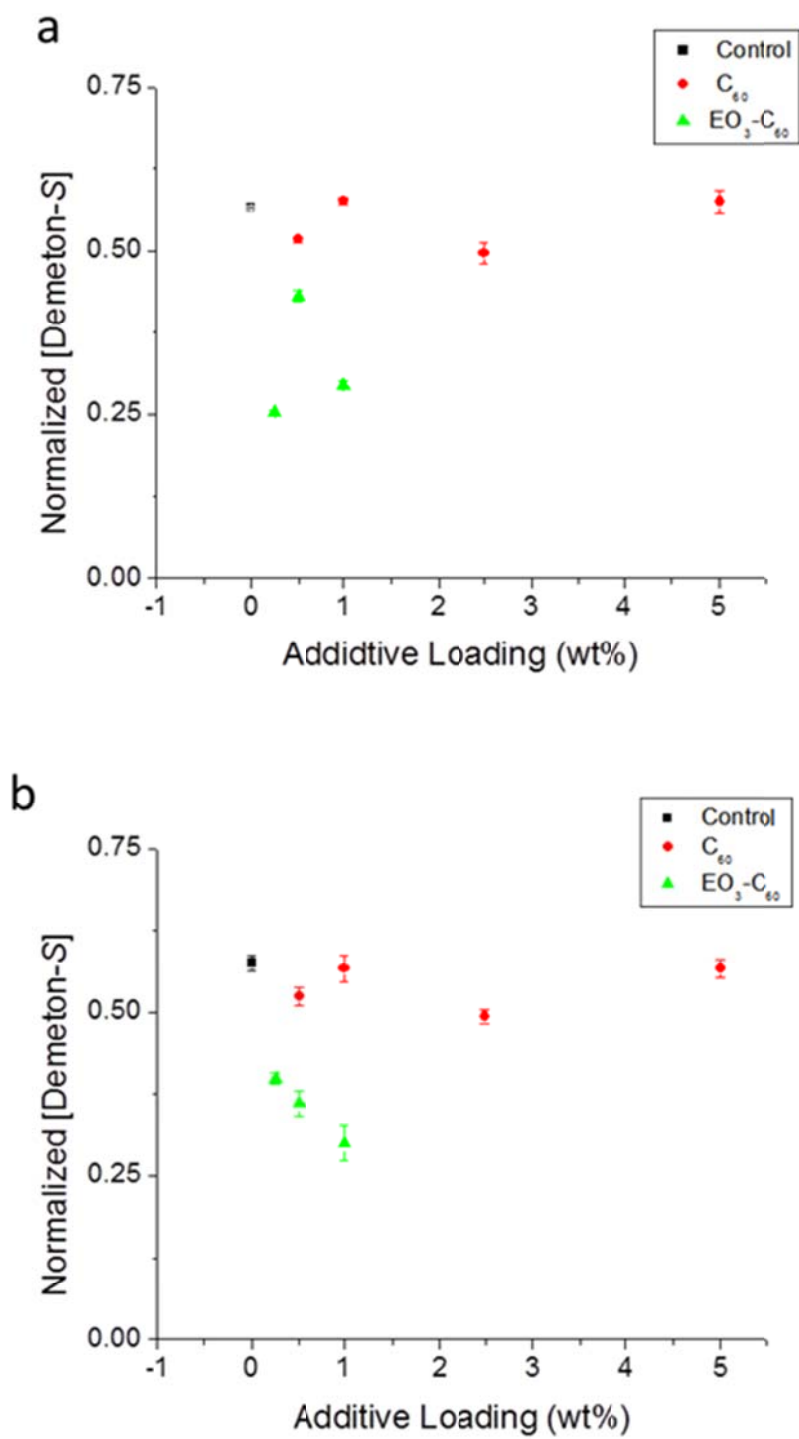 a
Control
C₆₀
EO₃-C₆₀
0.75
0.50
0.25
0.00
Normalized [Demeton-S]
-1 0 1 2 3 4 5
Addidtive Loading (wt%)
b
Control
C₆₀
EO₃-C₆₀
0.75
0.50
0.25
0.00
Normalized [Demeton-S]
-1 0 1 2 3 4 5
Additive Loading (wt%)